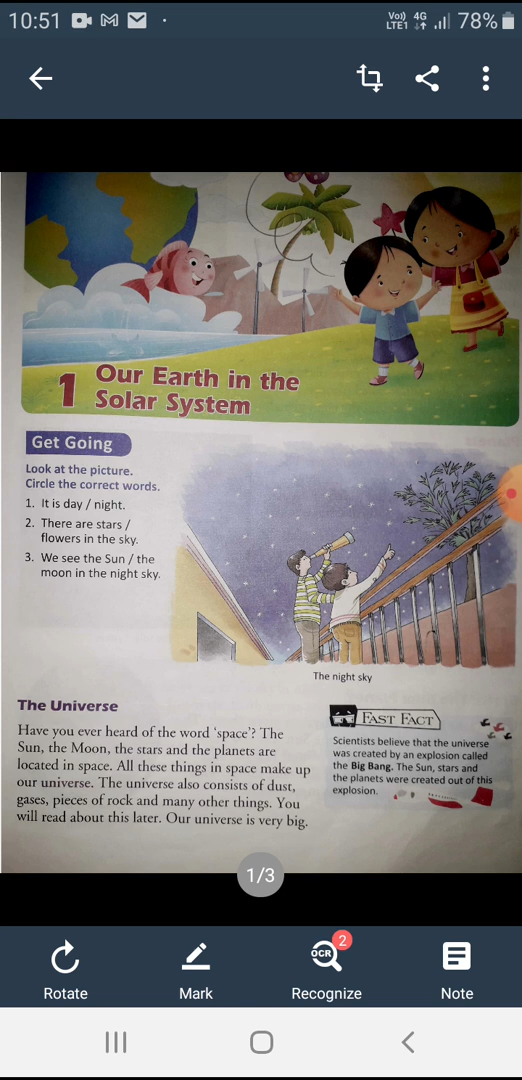 10:51
Vo)) 4G
LTE1
78%
1 Our Earth in the
Solar System
Get Going
Look at the picture.
Circle the correct words.
1. It is day / night.
2. There are stars /
flowers in the sky.
3. We see the Sun / the
moon in the night sky.
The night sky
The Universe
Have you ever heard of the word ‘space’? The
Sun, the Moon, the stars and the planets are
located in space. All these things in space make up
our universe. The universe also consists of dust,
gases, pieces of rock and many other things. You
will read about this later. Our universe is very big.
FAST FACT
Scientists believe that the universe
was created by an explosion called
the Big Bang. The Sun, stars and
the planets were created out of this
explosion.
1/3
OCR
2
Rotate
Mark
Recognize
Note